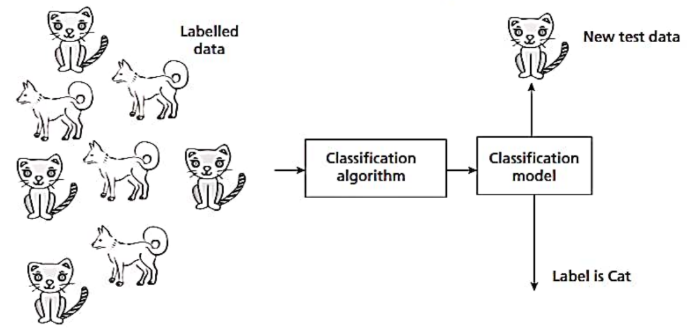 Labelled
data
New test data
Classification
algorithm
Classification
model
Label is Cat